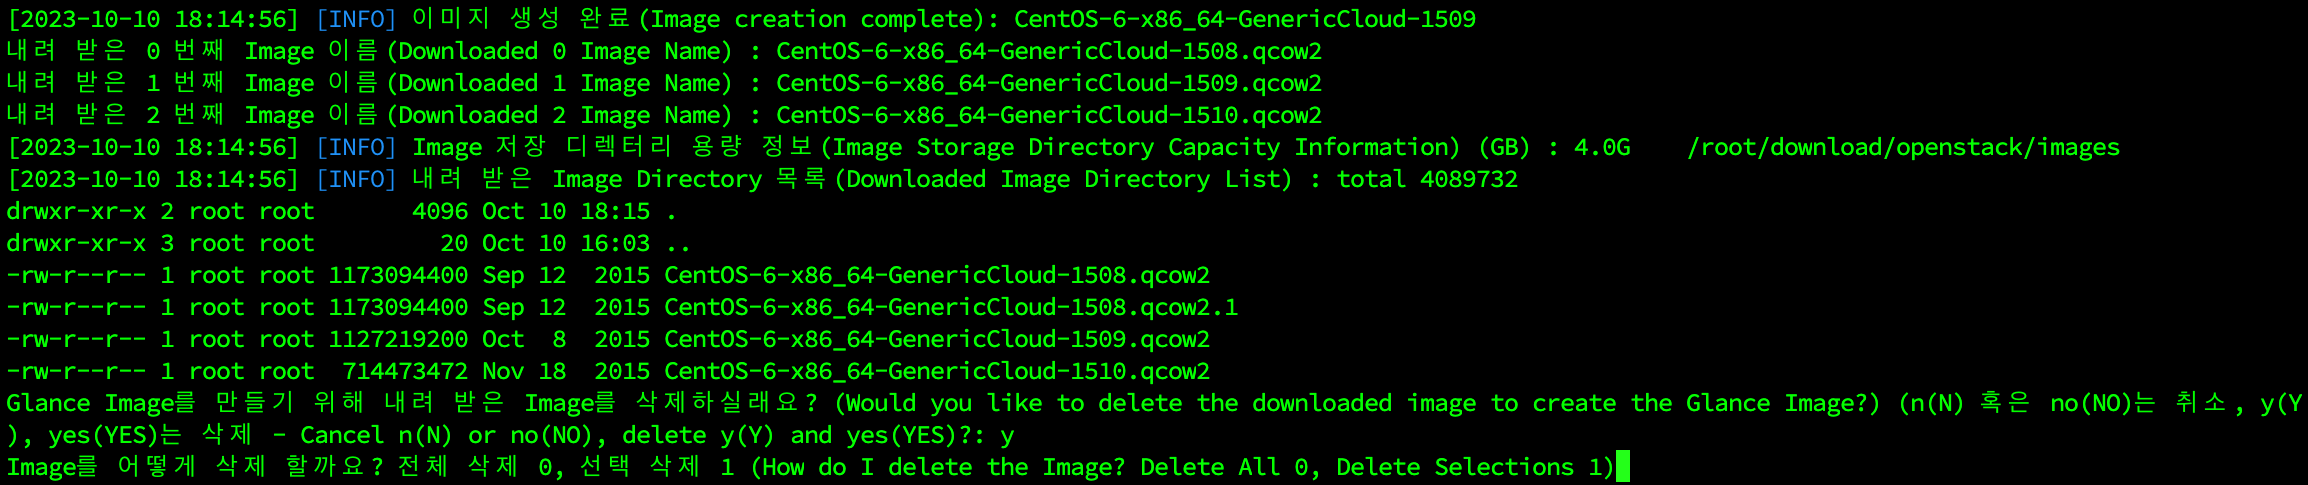 [2023-10-10 18:14:56] [INFO] 이미지 생성 완료(Image creation complete): CentOS-6-x86_64-GenericCloud-1509
내려 받은 0 번째 Image 이름(Downloaded 0 Image Name) : CentOS-6-x86_64-GenericCloud-1508.qcow2
내려 받은 1 번째 Image 이름(Downloaded 1 Image Name) : CentOS-6-x86_64-GenericCloud-1509.qcow2
내려 받은 2 번째 Image 이름(Downloaded 2 Image Name) : CentOS-6-x86_64-GenericCloud-1510.qcow2
[2023-10-10 18:14:56] [INFO] Image 저장 디렉터리 용량 정보(Image Storage Directory Capacity Information) (GB) : 4.0G    /root/download/openstack/images
[2023-10-10 18:14:56] [INFO] 내려 받은 Image Directory 목록(Downloaded Image Directory List) : total 4089732
drwxr-xr-x 2 root root       4096 Oct 10 18:15 .
drwxr-xr-x 3 root root         20 Oct 10 16:03 ..
-rw-r--r-- 1 root root 1173094400 Sep 12  2015 CentOS-6-x86_64-GenericCloud-1508.qcow2
-rw-r--r-- 1 root root 1173094400 Sep 12  2015 CentOS-6-x86_64-GenericCloud-1508.qcow2.1
-rw-r--r-- 1 root root 1127219200 Oct  8  2015 CentOS-6-x86_64-GenericCloud-1509.qcow2
-rw-r--r-- 1 root root  714473472 Nov 18  2015 CentOS-6-x86_64-GenericCloud-1510.qcow2
Glance Image를 만들기 위해 내려 받은 Image를 삭제하실래요? (Would you like to delete the downloaded image to create the Glance Image?) (n(N) 혹은 no(NO)는 취소, y(Y
), yes(YES)는 삭제 - Cancel n(N) or no(NO), delete y(Y) and yes(YES)?: y
Image를 어떻게 삭제 할까요? 전체 삭제 0, 선택 삭제 1 (How do I delete the Image? Delete All 0, Delete Selections 1)